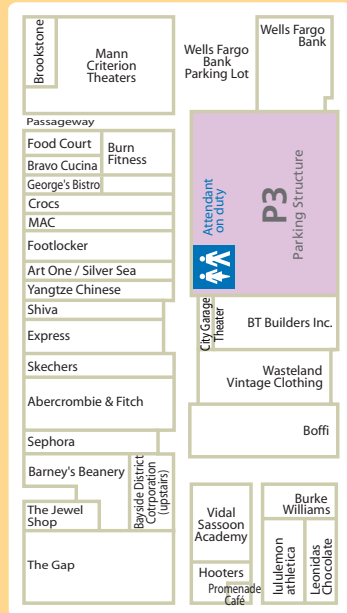 Brookstone
Mann
Criterion
Theaters
Wells Fargo
Bank
Parking Lot
Wells Fargo
Bank
Passageway
Food Court
Burn
Fitness
Bravo Cucina
George's Bistro
Crocs
MAC
Footlocker
Art One / Silver Sea
Yangtze Chinese
Shiva
Express
Skechers
Abercrombie & Fitch
Sephora
Barney's Beanery
Bayside District
Cotrporation
(upstairs)
The Jewel
Shop
The Gap
Attendant
on duty
P3
Parking Structure
City Garage
Theater
BT Builders Inc.
Wasteland
Vintage Clothing
Boffi
Vidal
Sassoon
Academy
Hooters
Promenade
Café
Burke
Williams
lululemon
athletica
Leonidas
Chocolate